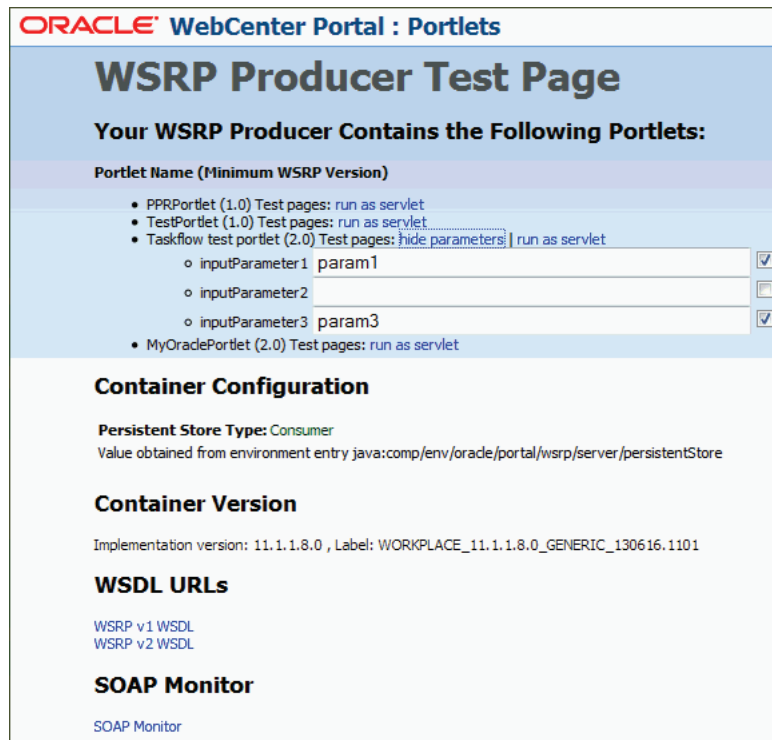 ORACLE® WebCenter Portal : Portlets
WSRP Producer Test Page
Your WSRP Producer Contains the Following Portlets:
Portlet Name (Minimum WSRP Version)
• PPRPortlet (1.0) Test pages: run as servlet
• TestPortlet (1.0) Test pages: run as servlet
• Taskflow test portlet (2.0) Test pages: hide parameters | run as servlet
inputParameter1 param1
inputParameter2
inputParameter3 param3
• MyOraclePortlet (2.0) Test pages: run as servlet
Container Configuration
Persistent Store Type: Consumer
Value obtained from environment entry java:comp/env/oracle/portal/wsrp/server/persistentStore
Container Version
Implementation version: 11.1.1.8.0 , Label: WORKPLACE_11.1.1.8.0_GENERIC_130616.1101
WSDL URLs
WSRP v1 WSDL
WSRP v2 WSDL
SOAP Monitor
SOAP Monitor